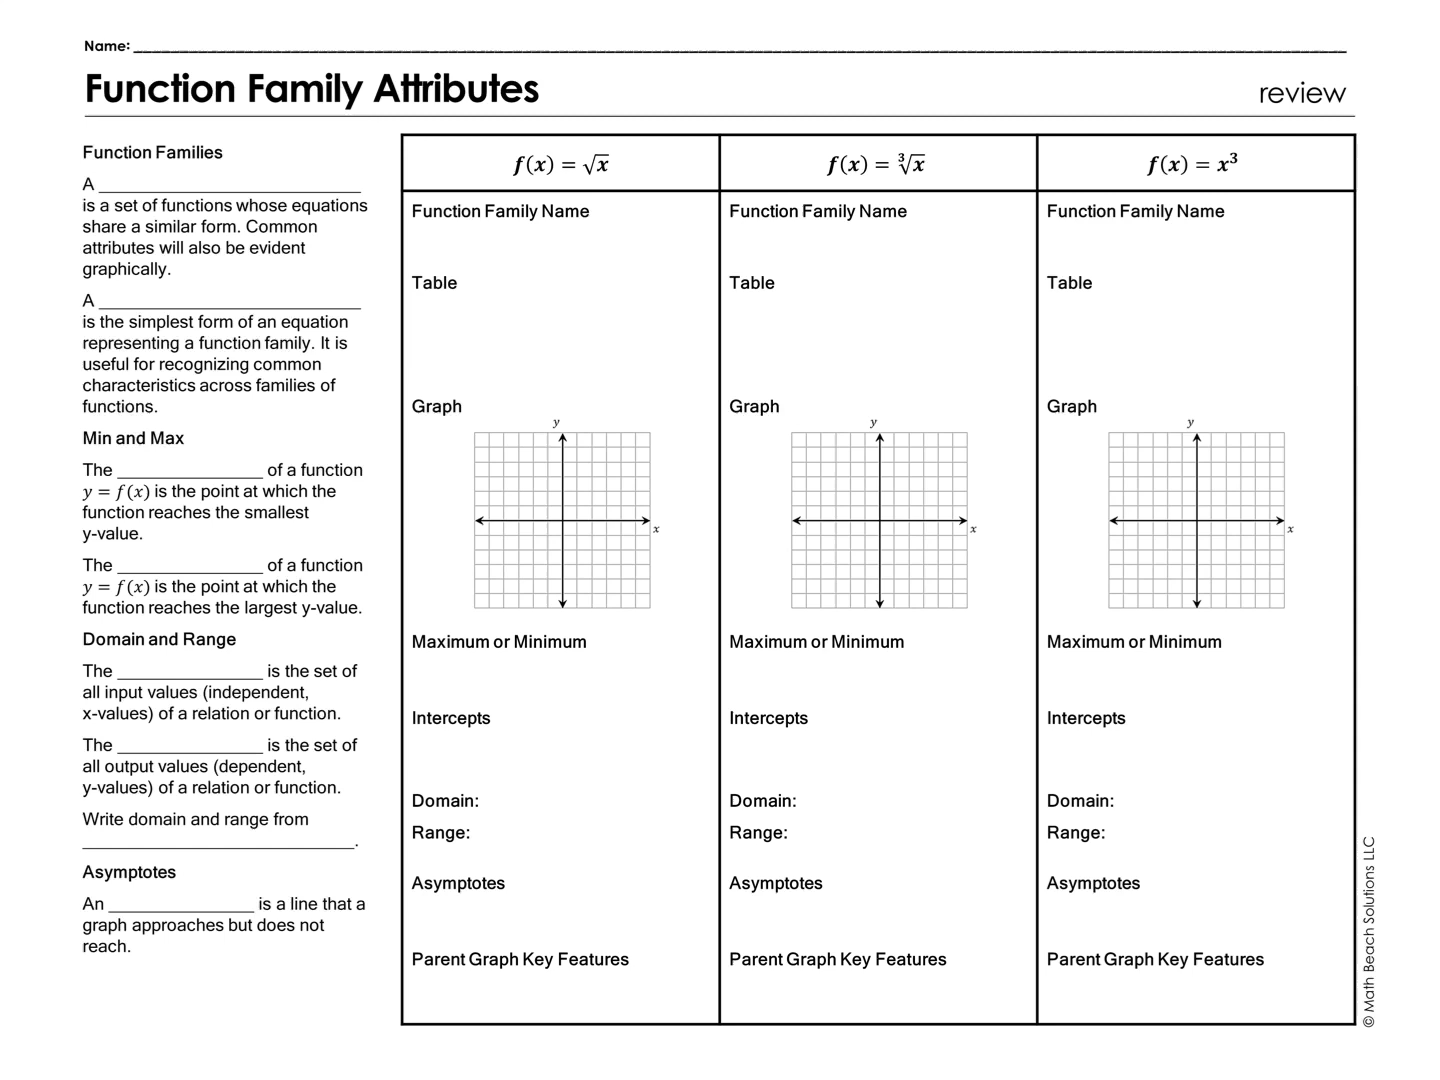 Name: ________________
Function Family Attributes
review
Function Families
A ________________
is a set of functions whose equations
share a similar form. Common
attributes will also be evident
graphically.
A ________________
is the simplest form of an equation
representing a function family. It is
useful for recognizing common
characteristics across families of
functions.
Min and Max
The ________________ of a function
y = f(x) is the point at which the
function reaches the smallest
y-value.
The ________________ of a function
y = f(x) is the point at which the
function reaches the largest y-value.
Domain and Range
The ________________ is the set of
all input values (independent,
x-values) of a relation or function.
The ________________ is the set of
all output values (dependent,
y-values) of a relation or function.
Write domain and range from
________________.
Asymptotes
An ________________ is a line that a
graph approaches but does not
reach.
f(x) = √x
Function Family Name
Table
Graph
y
x
Maximum or Minimum
Intercepts
Domain:
Range:
Asymptotes
Parent Graph Key Features
f(x) = ∛x
Function Family Name
Table
Graph
y
x
Maximum or Minimum
Intercepts
Domain:
Range:
Asymptotes
Parent Graph Key Features
f(x) = x³
Function Family Name
Table
Graph
y
x
Maximum or Minimum
Intercepts
Domain:
Range:
Asymptotes
Parent Graph Key Features
© Math Beach Solutions LLC